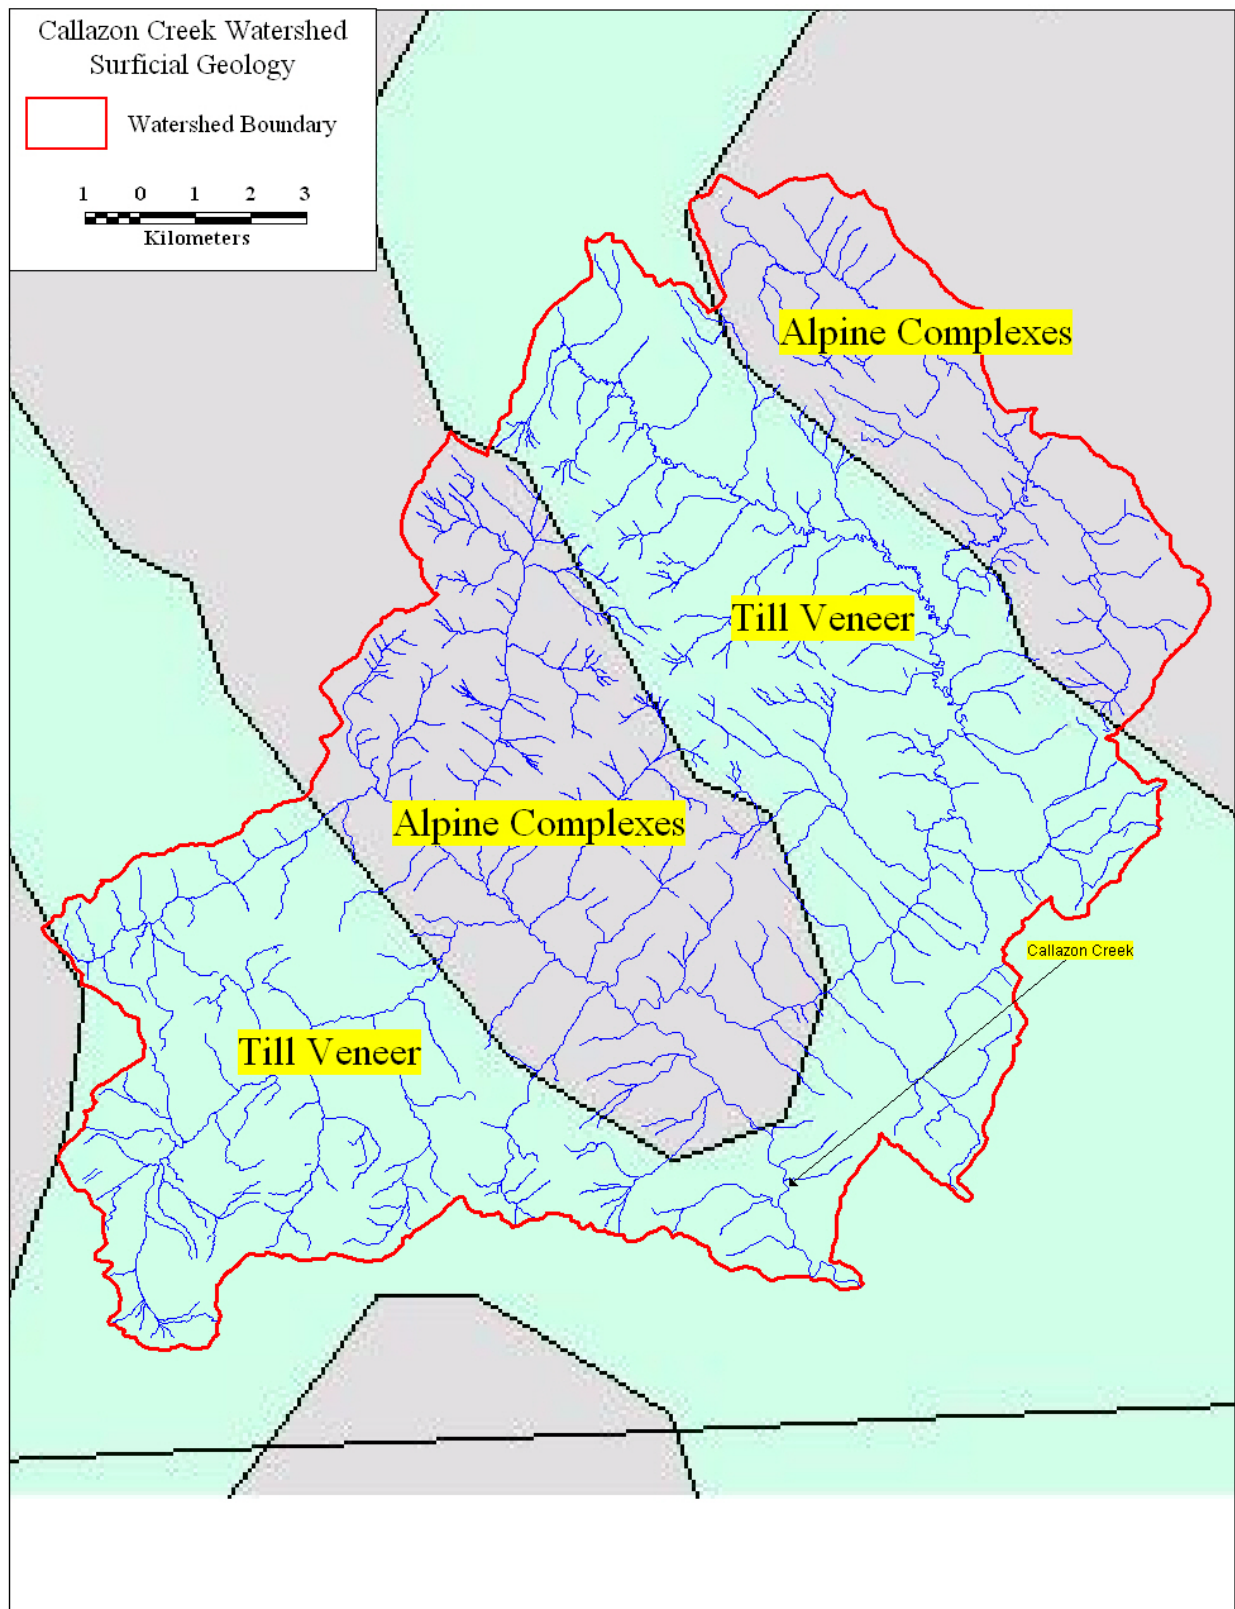 Callazon Creek Watershed
Surficial Geology
Watershed Boundary
1 0 1 2 3
Kilometers
Alpine Complexes
Till Veneer
Alpine Complexes
Callazon Creek
Till Veneer